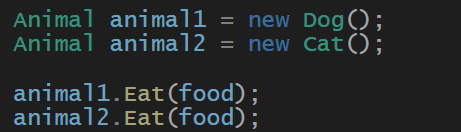 Animal animal1 = new Dog();
Animal animal2 = new Cat();
animal1.Eat(food);
animal2.Eat(food);